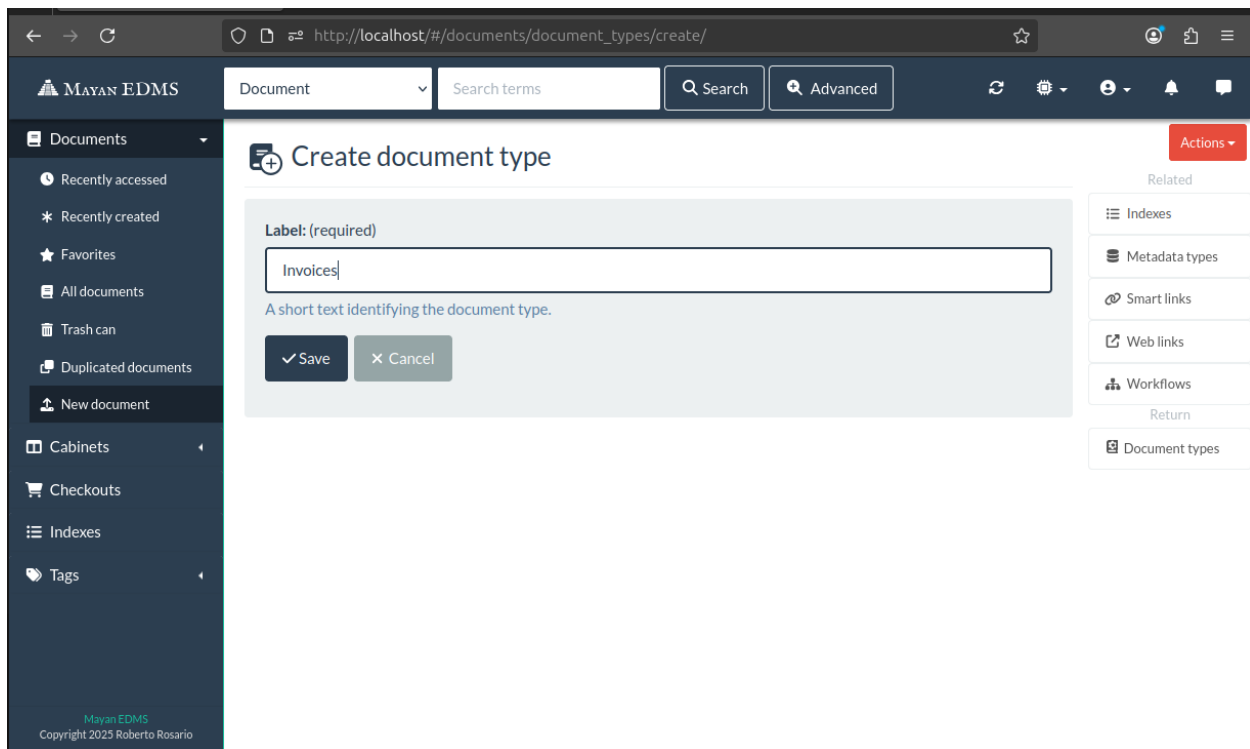 http://localhost/#/documents/document_types/create/
MAYAN EDMS
Document
Search terms
Search
Advanced
Documents
Recently accessed
Recently created
Favorites
All documents
Trash can
Duplicated documents
New document
Cabinets
Checkouts
Indexes
Tags
Mayan EDMS
Copyright 2025 Roberto Rosario
Create document type
Label: (required)
Invoices
A short text identifying the document type.
Save
Cancel
Actions
Related
Indexes
Metadata types
Smart links
Web links
Workflows
Return
Document types